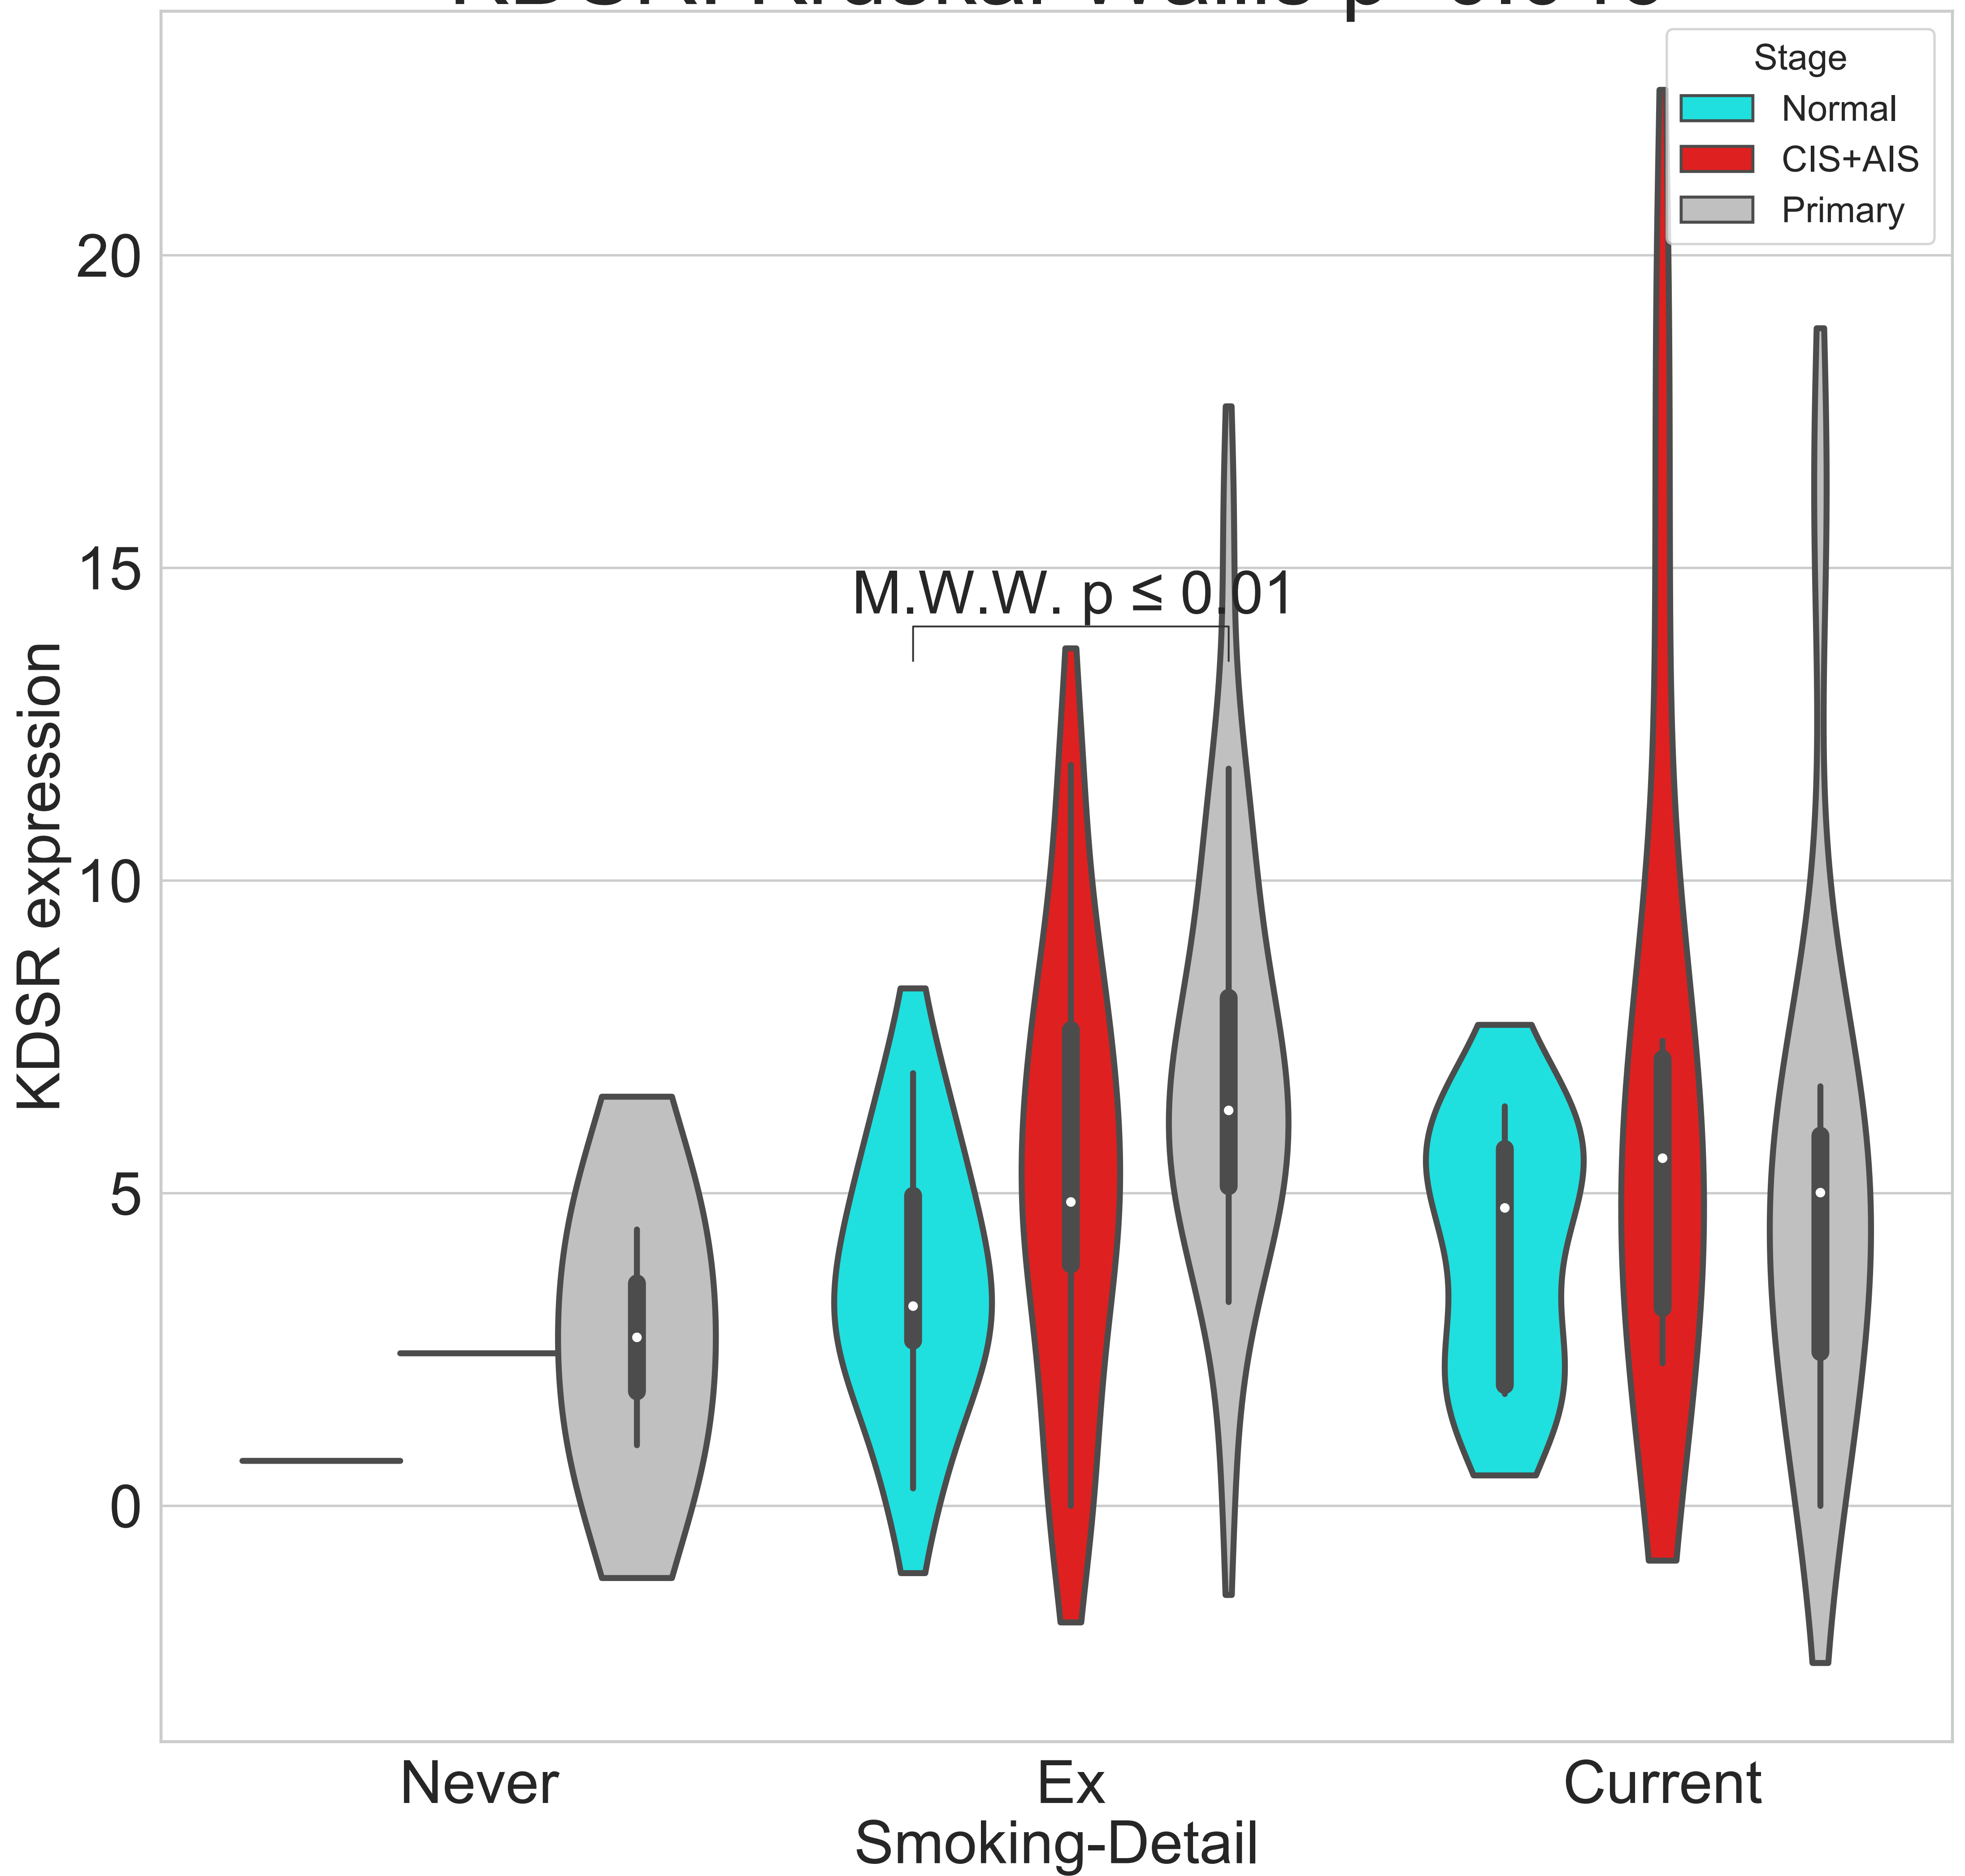 Stage
Normal
CIS+AIS
Primary
20
15
10
5
0
M.W.W. p ≤ 0.01
KDSR expression
Never
Ex
Current
Smoking-Detail